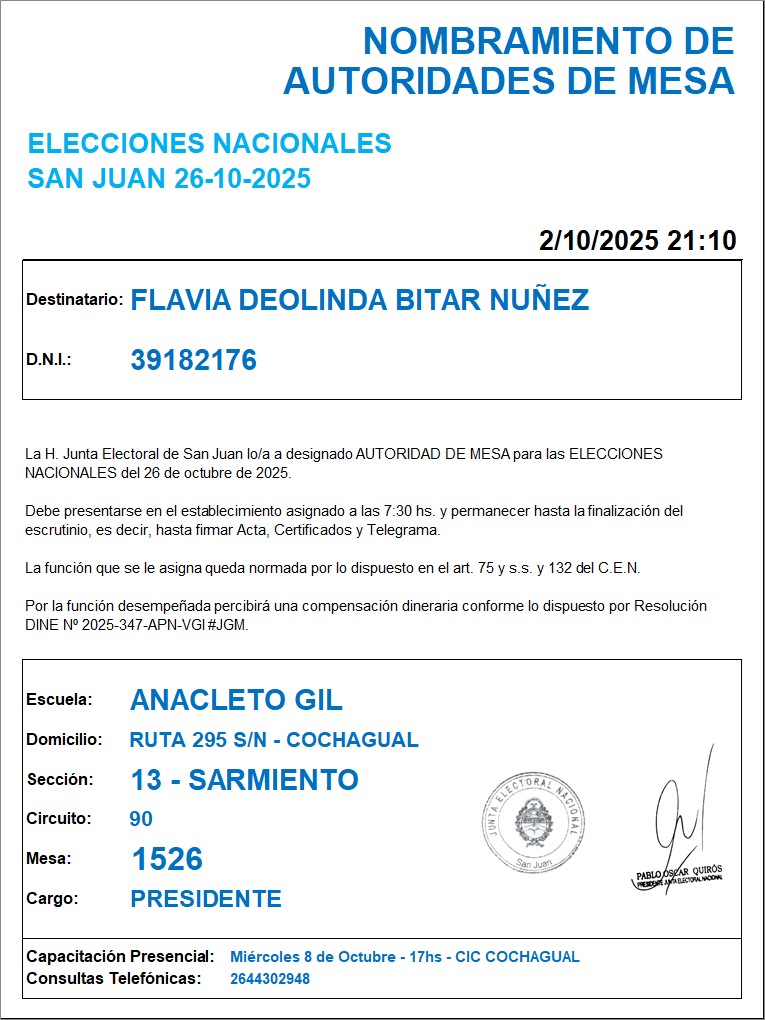 NOMBRAMIENTO DE
AUTORIDADES DE MESA
ELECCIONES NACIONALES
SAN JUAN 26-10-2025
2/10/2025 21:10
Destinatario: FLAVIA DEOLINDA BITAR NUÑEZ
D.N.I.: 39182176
La H. Junta Electoral de San Juan lo/a a designado AUTORIDAD DE MESA para las ELECCIONES
NACIONALES del 26 de octubre de 2025.
Debe presentarse en el establecimiento asignado a las 7:30 hs. y permanecer hasta la finalización del
escrutinio, es decir, hasta firmar Acta, Certificados y Telegrama.
La función que se le asigna queda normada por lo dispuesto en el art. 75 y s.s. y 132 del C.E.N.
Por la función desempeñada percibirá una compensación dineraria conforme lo dispuesto por Resolución
DINE Nº 2025-347-APN-VGI#JGM.
Escuela: ANACLETO GIL
Domicilio: RUTA 295 S/N - COCHAGUAL
Sección: 13 - SARMIENTO
Circuito: 90
Mesa: 1526
Cargo: PRESIDENTE
JUNTA ELECTORAL NACIONAL
San Juan
PABLO OSCAR QUIRÓS
PRESIDENTE JUNTA ELECTORAL NACIONAL
Capacitación Presencial: Miércoles 8 de Octubre - 17hs - CIC COCHAGUAL
Consultas Telefónicas: 2644302948